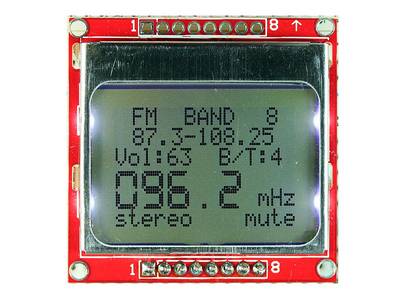 1 8 ↑
FM BAND 8
87.3-108.25
Vol:63 B/T:4
096.2 mHz
stereo mute
1 8